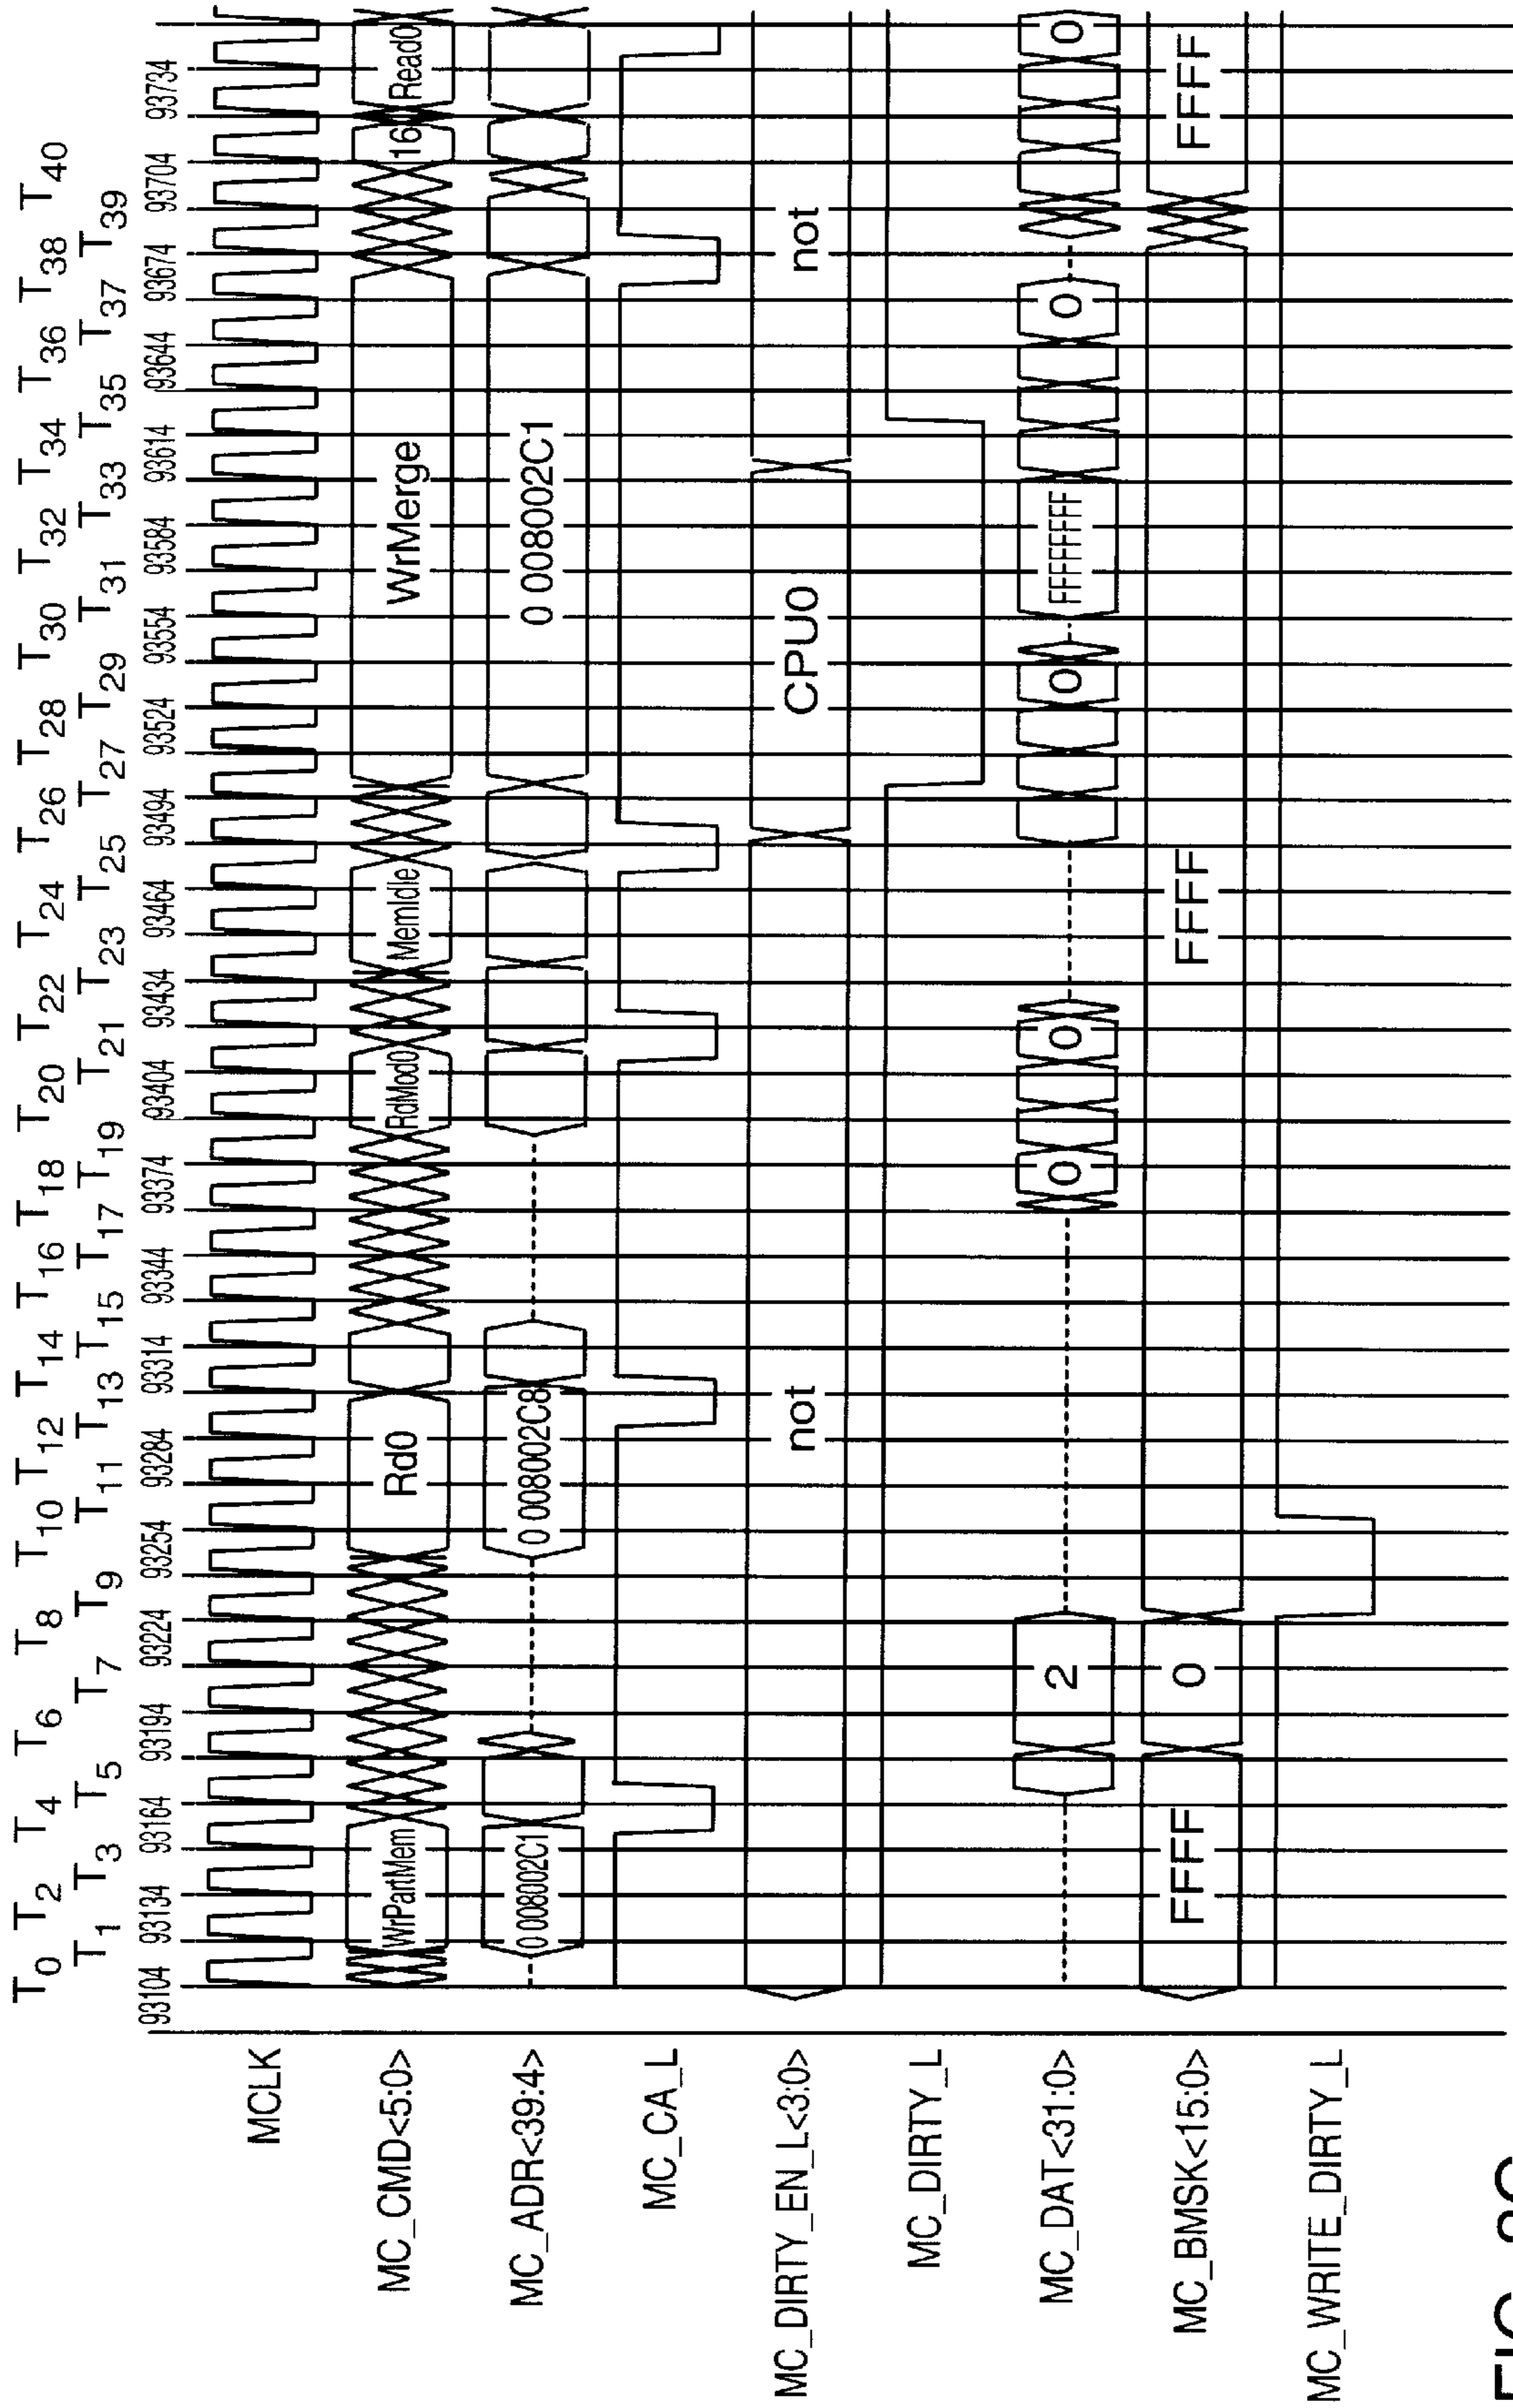 T0 T2 T4 T6 T8 T10 T12 T14 T16 T18 T20 T22 T24 T26 T28 T30 T32 T34 T36 T38 T40
T1 T3 T5 T7 T9 T11 T13 T15 T17 T19 T21 T23 T25 T27 T29 T31 T33 T35 T37 T39
93104 93134 93164 93194 93224 93254 93284 93314 93344 93374 93404 93434 93464 93494 93524 93554 93584 93614 93644 93674 93704 93734
MCLK
MC_CMD<5:0> WrPartMem Rd0 RdMod0 MemIdle WrMerge 16 Read0
MC_ADR<39:4> 0 008002C1 0 008002C8 0 008002C1
MC_CA_L
MC_DIRTY_EN_L<3:0> not CPU0 not
MC_DIRTY_L
MC_DAT<31:0> 2 0 0 0 FFFFFFFF 0 0
MC_BMSK<15:0> FFFF 0 FFFF FFFF
MC_WRITE_DIRTY_L
FIG